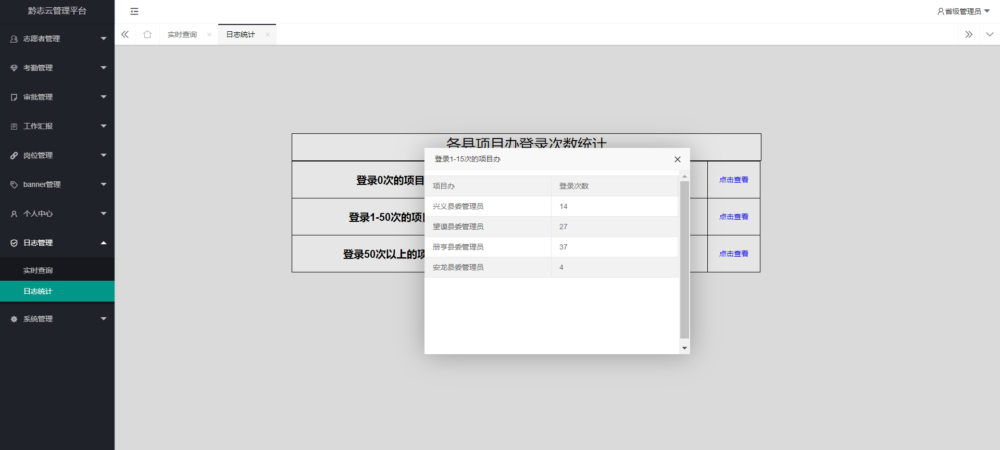 黔志云管理平台
省级管理员
实时查询
日志统计
志愿者管理
考勤管理
审批管理
工作汇报
岗位管理
banner管理
个人中心
日志管理
实时查询
日志统计
系统管理
各县项目办登录次数统计
登录0次的项目
点击查看
登录1-50次的项
点击查看
登录50次以上的项
点击查看
登录1-15次的项目办
项目办 登录次数
兴义县委管理员 14
望谟县委管理员 27
册亨县委管理员 37
安龙县委管理员 4